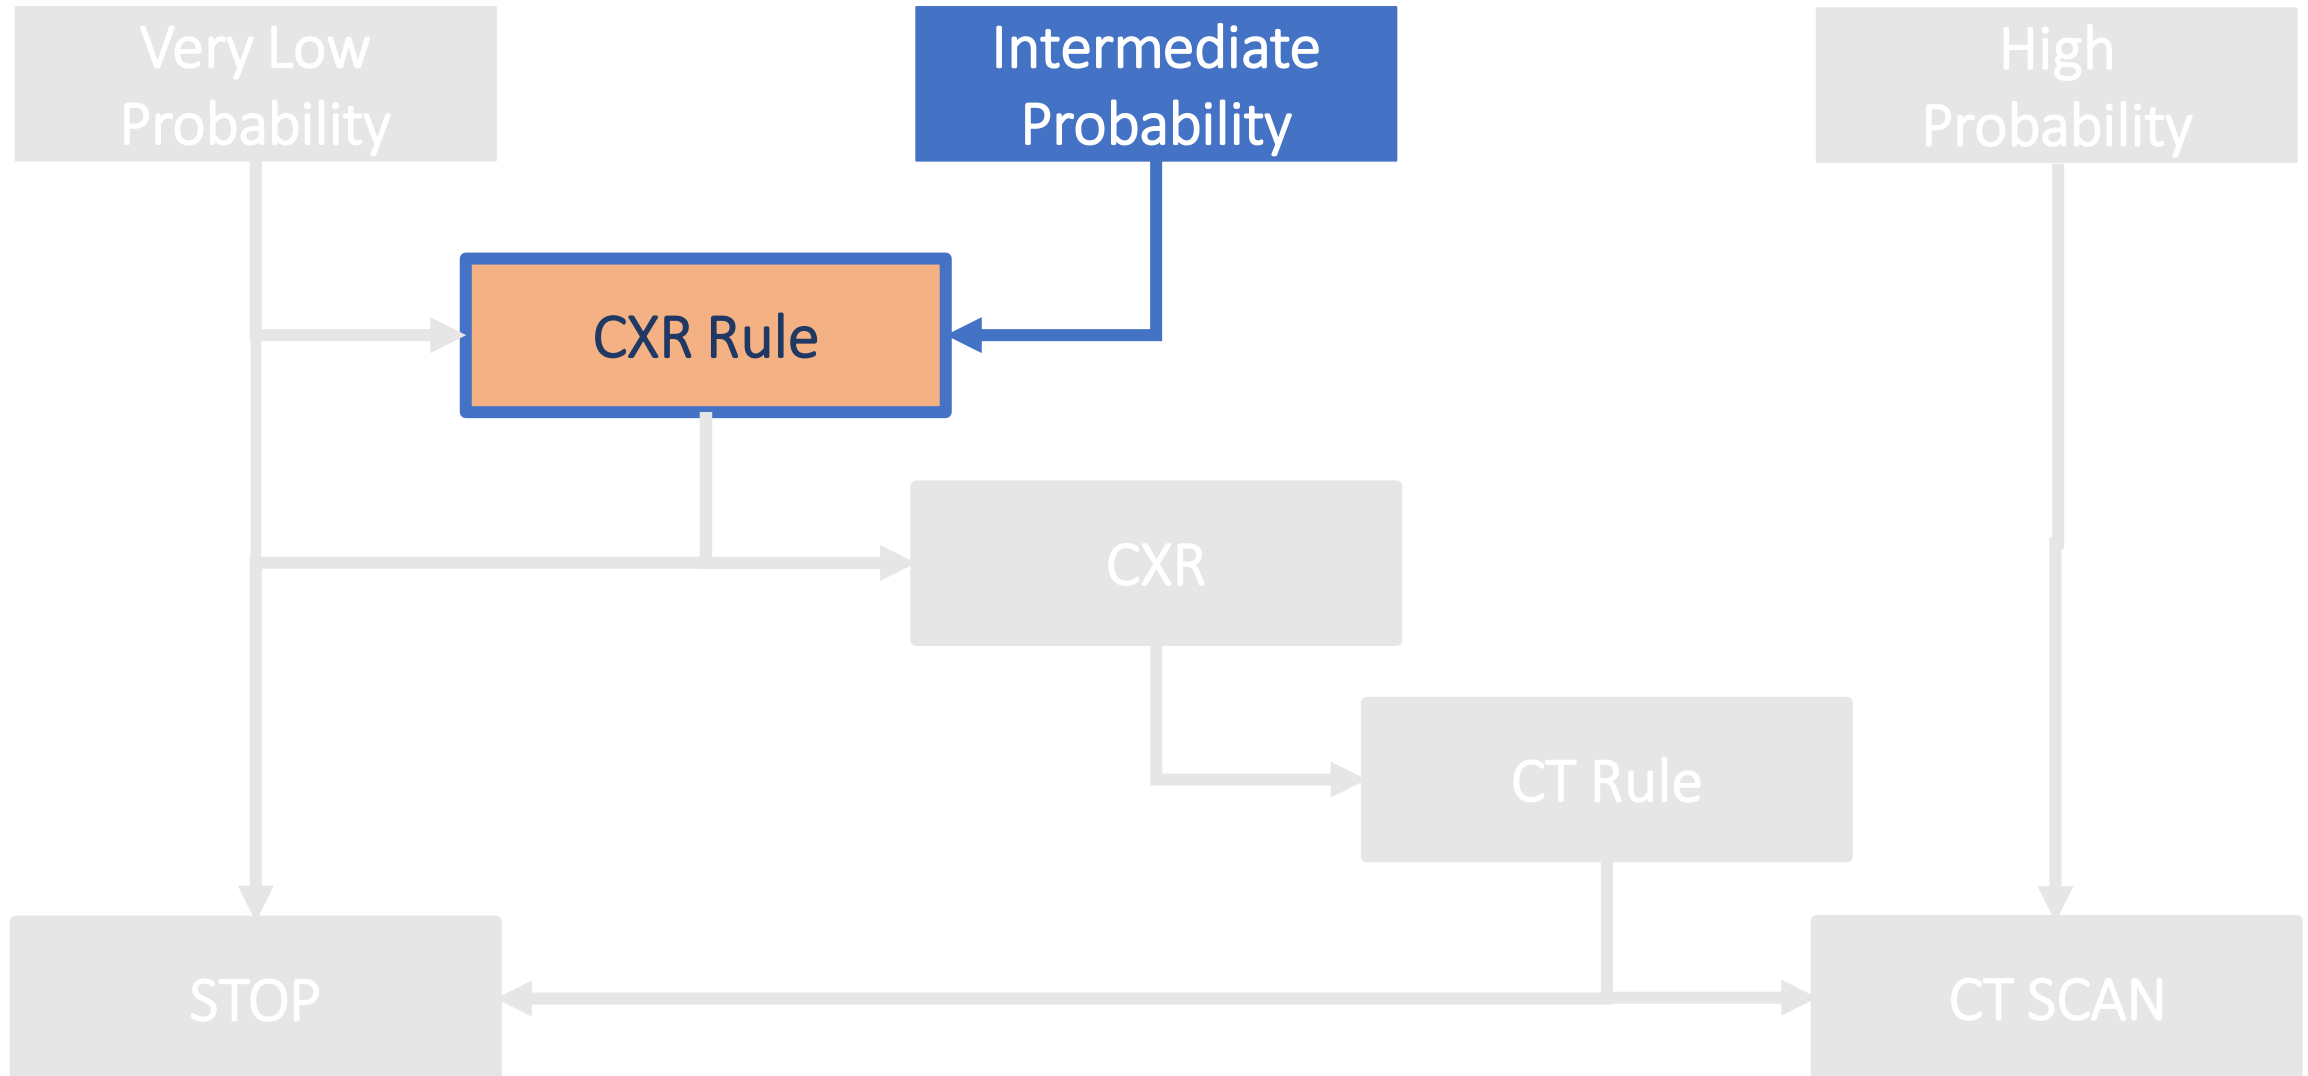 Very Low
Probability
Intermediate
Probability
High
Probability
CXR Rule
CXR
CT Rule
STOP
CT SCAN